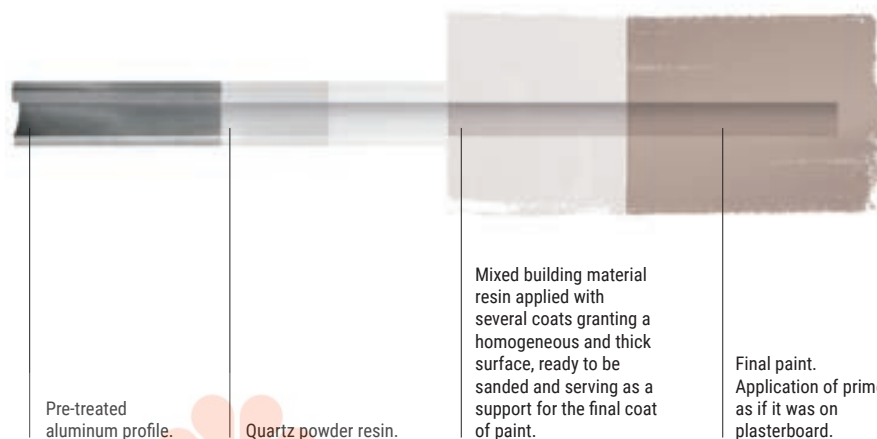 Pre-treated
aluminum profile.
Quartz powder resin.
Mixed building material
resin applied with
several coats granting a
homogeneous and thick
surface, ready to be
sanded and serving as a
support for the final coat
of paint.
Final paint.
Application of
as if it was on
plasterboard.